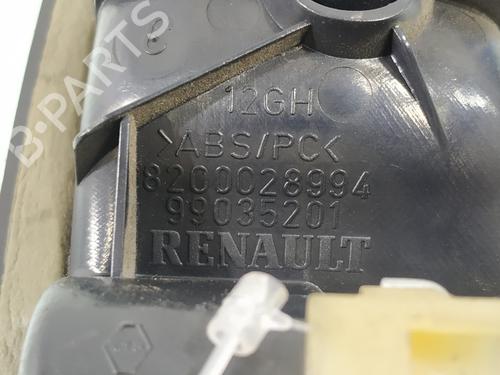 B-PARTS
12GH
>ABS/PC<
8200028994
99035201
RENAULT